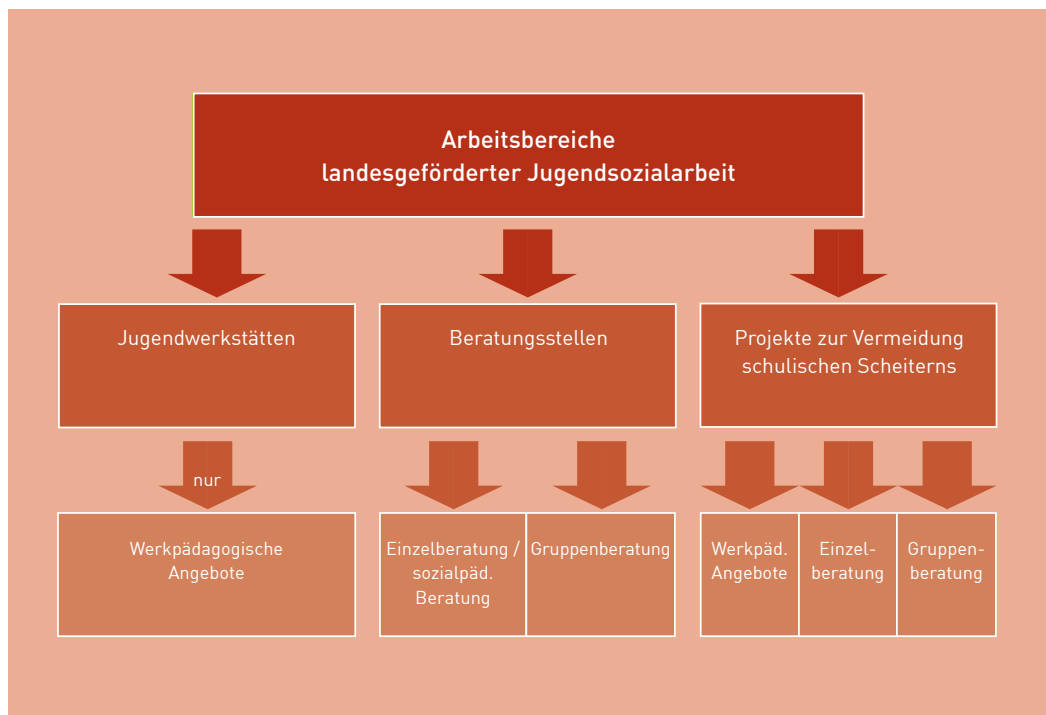 Arbeitsbereiche
landesgeförderter Jugendsozialarbeit
Jugendwerkstätten
Beratungsstellen
Projekte zur Vermeidung
schulischen Scheiterns
nur
Werkpädagogische
Angebote
Einzelberatung /
sozialpäd.
Beratung
Gruppenberatung
Werkpäd.
Angebote
Einzel-
beratung
Gruppen-
beratung